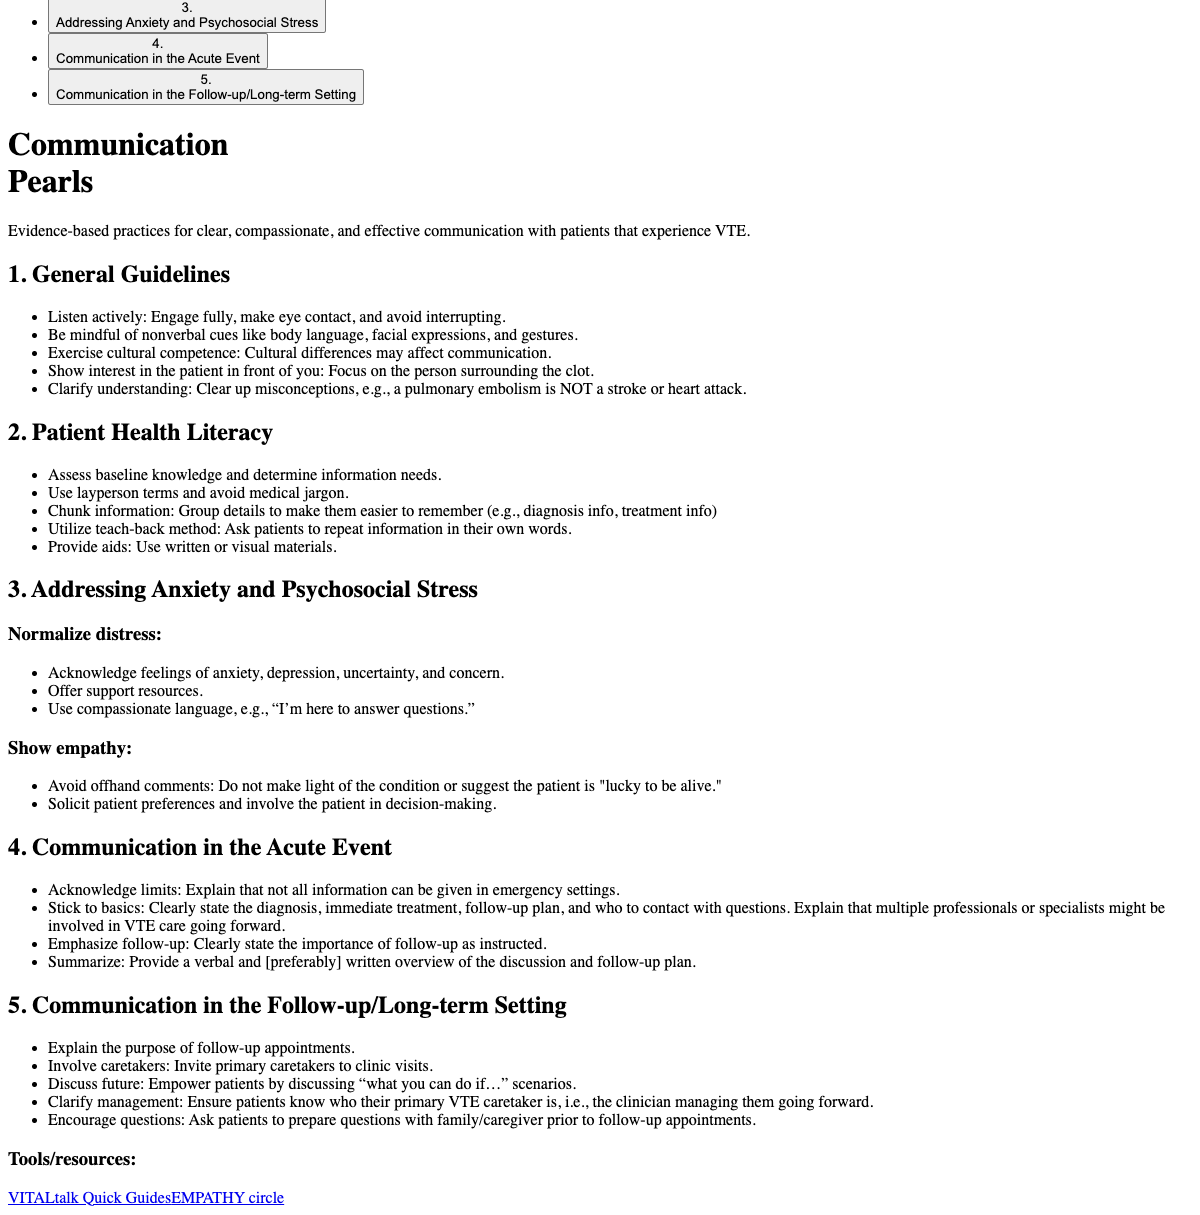 3.
Addressing Anxiety and Psychosocial Stress
4.
Communication in the Acute Event
5.
Communication in the Follow-up/Long-term Setting
Communication
Pearls
Evidence-based practices for clear, compassionate, and effective communication with patients that experience VTE.
1. General Guidelines
Listen actively: Engage fully, make eye contact, and avoid interrupting.
Be mindful of nonverbal cues like body language, facial expressions, and gestures.
Exercise cultural competence: Cultural differences may affect communication.
Show interest in the patient in front of you: Focus on the person surrounding the clot.
Clarify understanding: Clear up misconceptions, e.g., a pulmonary embolism is NOT a stroke or heart attack.
2. Patient Health Literacy
Assess baseline knowledge and determine information needs.
Use layperson terms and avoid medical jargon.
Chunk information: Group details to make them easier to remember (e.g., diagnosis info, treatment info)
Utilize teach-back method: Ask patients to repeat information in their own words.
Provide aids: Use written or visual materials.
3. Addressing Anxiety and Psychosocial Stress
Normalize distress:
Acknowledge feelings of anxiety, depression, uncertainty, and concern.
Offer support resources.
Use compassionate language, e.g., “I’m here to answer questions.”
Show empathy:
Avoid offhand comments: Do not make light of the condition or suggest the patient is "lucky to be alive."
Solicit patient preferences and involve the patient in decision-making.
4. Communication in the Acute Event
Acknowledge limits: Explain that not all information can be given in emergency settings.
Stick to basics: Clearly state the diagnosis, immediate treatment, follow-up plan, and who to contact with questions. Explain that multiple professionals or specialists might be
involved in VTE care going forward.
Emphasize follow-up: Clearly state the importance of follow-up as instructed.
Summarize: Provide a verbal and [preferably] written overview of the discussion and follow-up plan.
5. Communication in the Follow-up/Long-term Setting
Explain the purpose of follow-up appointments.
Involve caretakers: Invite primary caretakers to clinic visits.
Discuss future: Empower patients by discussing “what you can do if…” scenarios.
Clarify management: Ensure patients know who their primary VTE caretaker is, i.e., the clinician managing them going forward.
Encourage questions: Ask patients to prepare questions with family/caregiver prior to follow-up appointments.
Tools/resources:
VITALtalk Quick GuidesEMPATHY circle